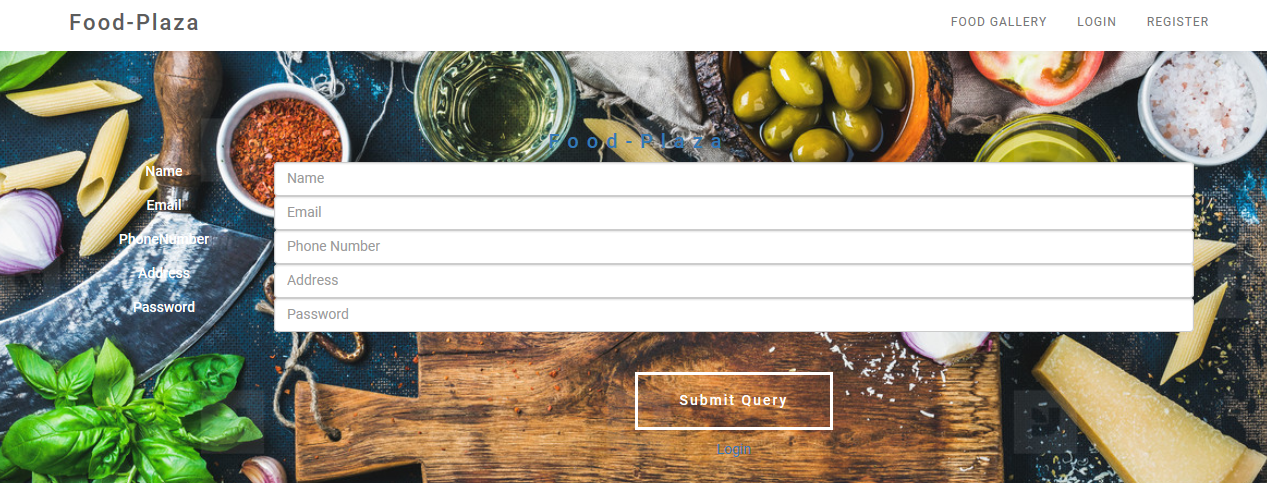 Food-Plaza
FOOD GALLERY LOGIN REGISTER
Food-Plaza_
Name Name
Email Email
PhoneNumber Phone Number
Address Address
Password Password
Submit Query
Login